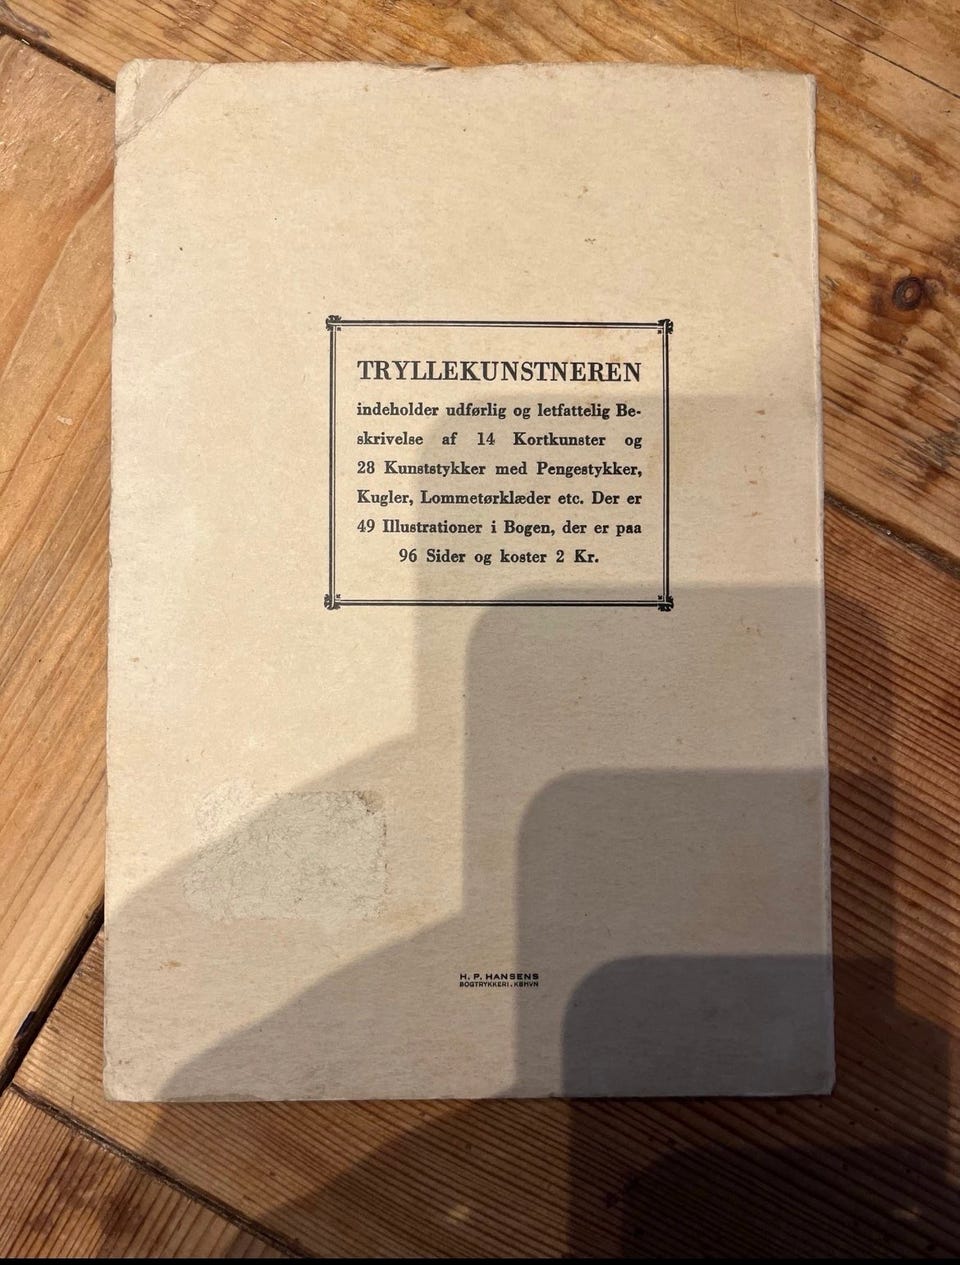 TRYLLEKUNSTNEREN
indeholder udførlig og letfattelig Be-
skrivelse af 14 Kortkunster og
28 Kunststykker med Pengestykker,
Kugler, Lommetørklæder etc. Der er
49 Illustrationer i Bogen, der er paa
96 Sider og koster 2 Kr.
H. P. HANSENS
BOGTRYKKERI. KBHVN